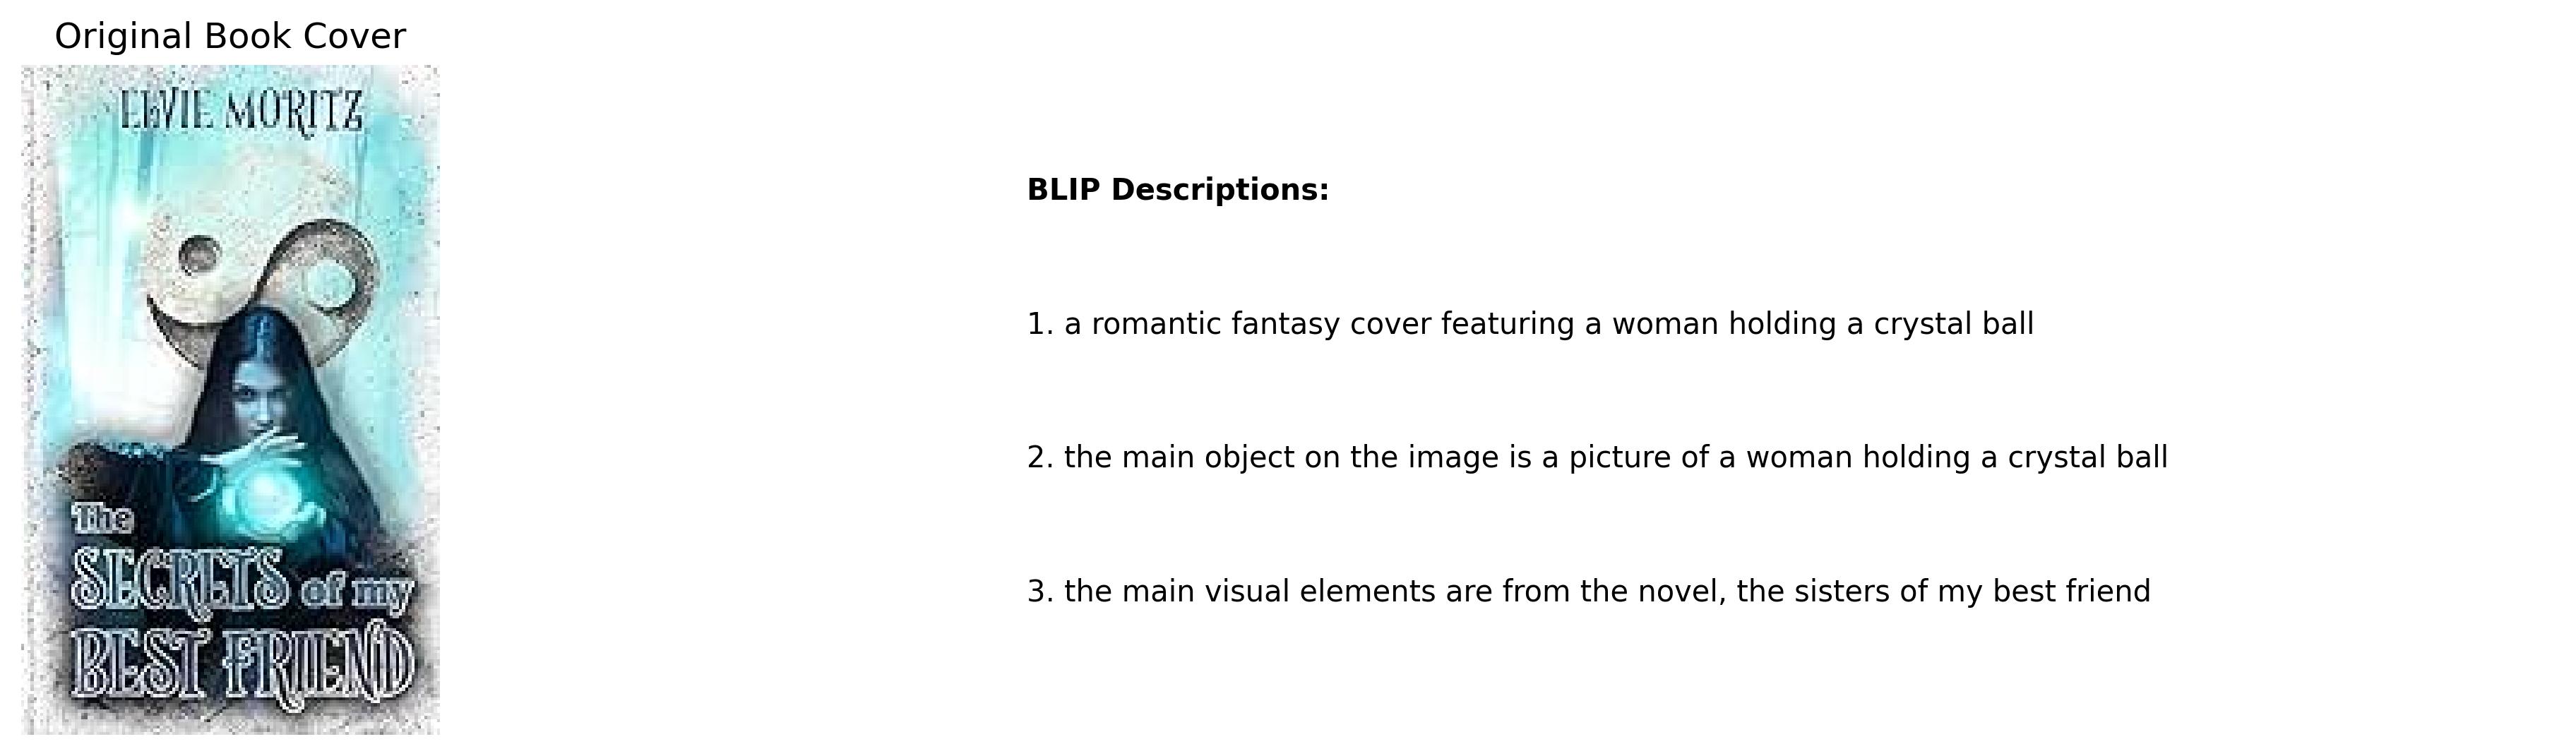 Original Book Cover
ELVIE MORITZ
The
SECRETS of my
BEST FRIEND
BLIP Descriptions:
1. a romantic fantasy cover featuring a woman holding a crystal ball
2. the main object on the image is a picture of a woman holding a crystal ball
3. the main visual elements are from the novel, the sisters of my best friend